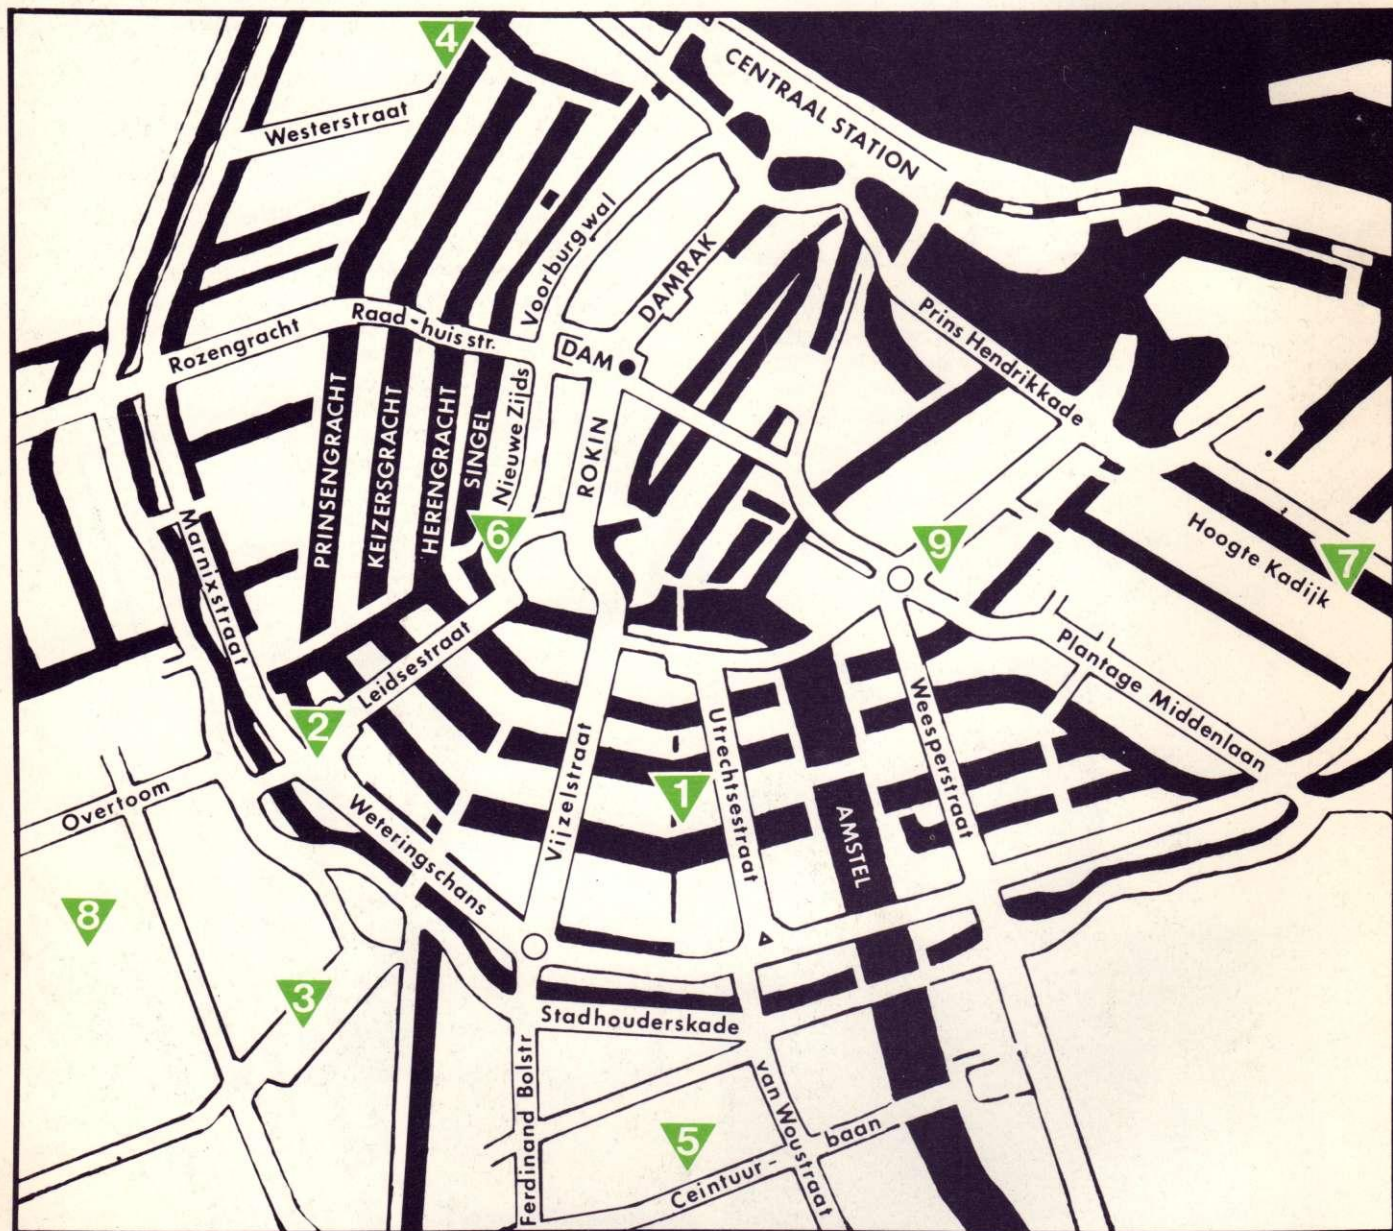 4
CENTRAAL STATION
Westerstraat
Voorburgwal
DAMRAK
Prins Hendrikkade
Rozengracht
Raad-huis str.
DAM
PRINSENGRACHT
KEIZERSGRACHT
HERENGRACHT
SINGEL
Nieuwe Zijds
ROKIN
6
9
7
Hoogte Kadijk
Marnixstraat
Leidsestraat
2
Plantage Middenlaan
Weesperstraat
Utrechtsestraat
1
Vijzelstraat
AMSTEL
Overtoom
Weteringschans
8
3
Stadhouderskade
Ferdinand Bolstr
van Woustraat
5
Ceintuur-baan